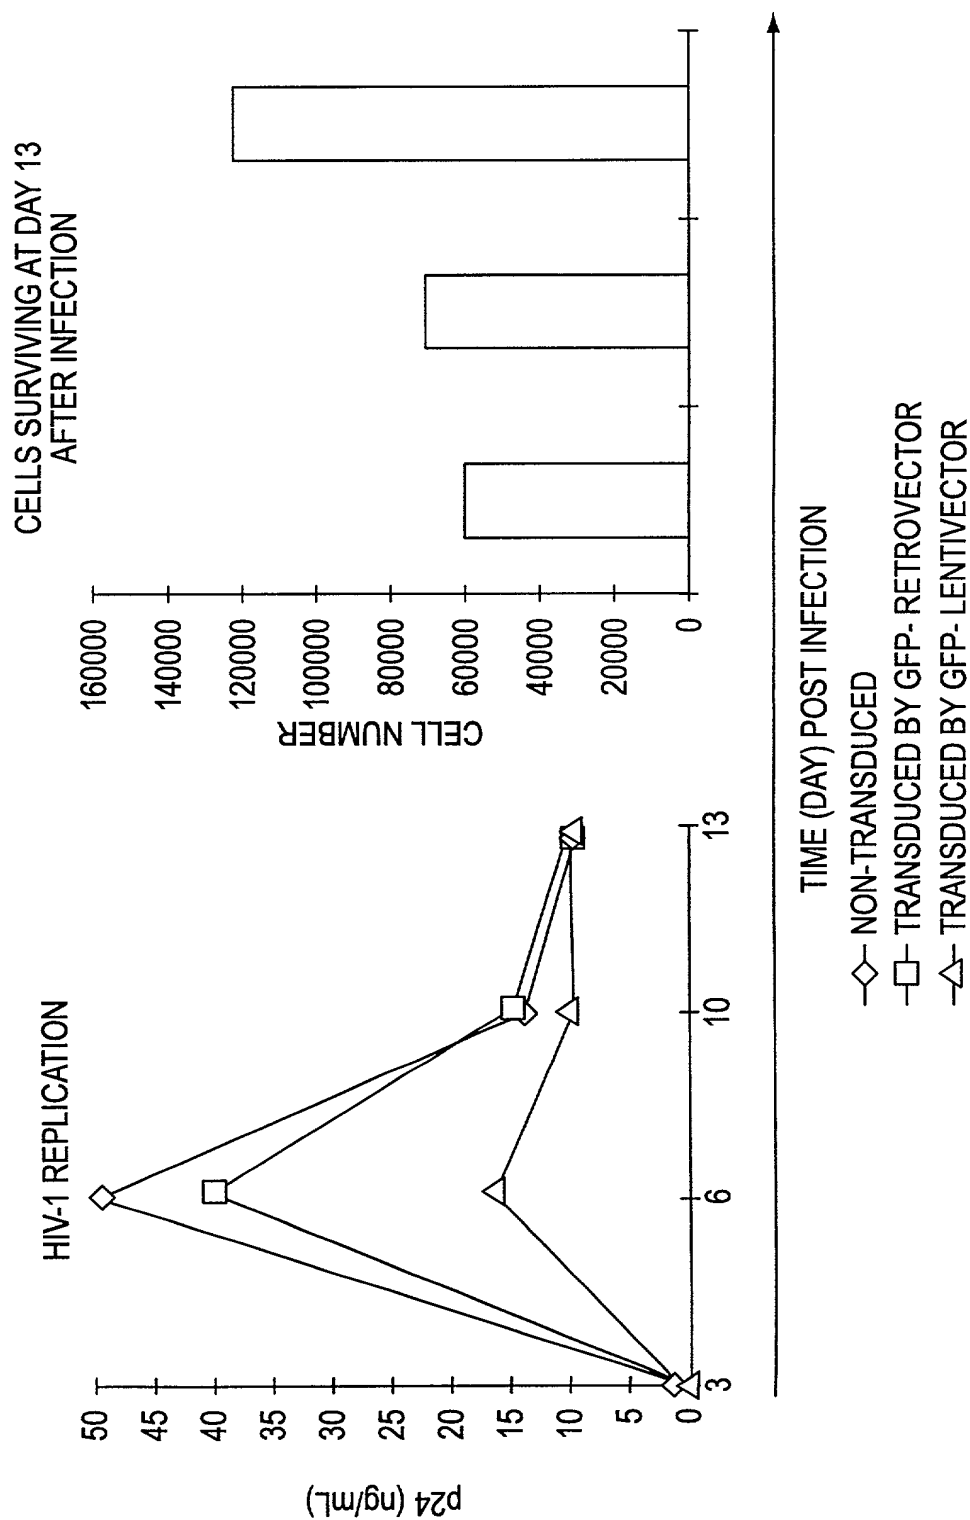 HIV-1 REPLICATION
p24 (ng/mL)
50
45
40
35
30
25
20
15
10
5
0
3
6
10
13
CELLS SURVIVING AT DAY 13
AFTER INFECTION
CELL NUMBER
160000
140000
120000
100000
80000
60000
40000
20000
0
TIME (DAY) POST INFECTION
NON-TRANSDUCED
TRANSDUCED BY GFP- RETROVECTOR
TRANSDUCED BY GFP- LENTIVECTOR